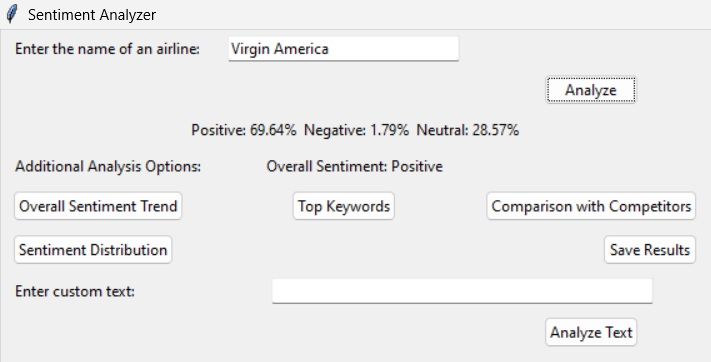 Sentiment Analyzer
Enter the name of an airline: Virgin America
Analyze
Positive: 69.64% Negative: 1.79% Neutral: 28.57%
Additional Analysis Options: Overall Sentiment: Positive
Overall Sentiment Trend Top Keywords Comparison with Competitors
Sentiment Distribution Save Results
Enter custom text:
Analyze Text